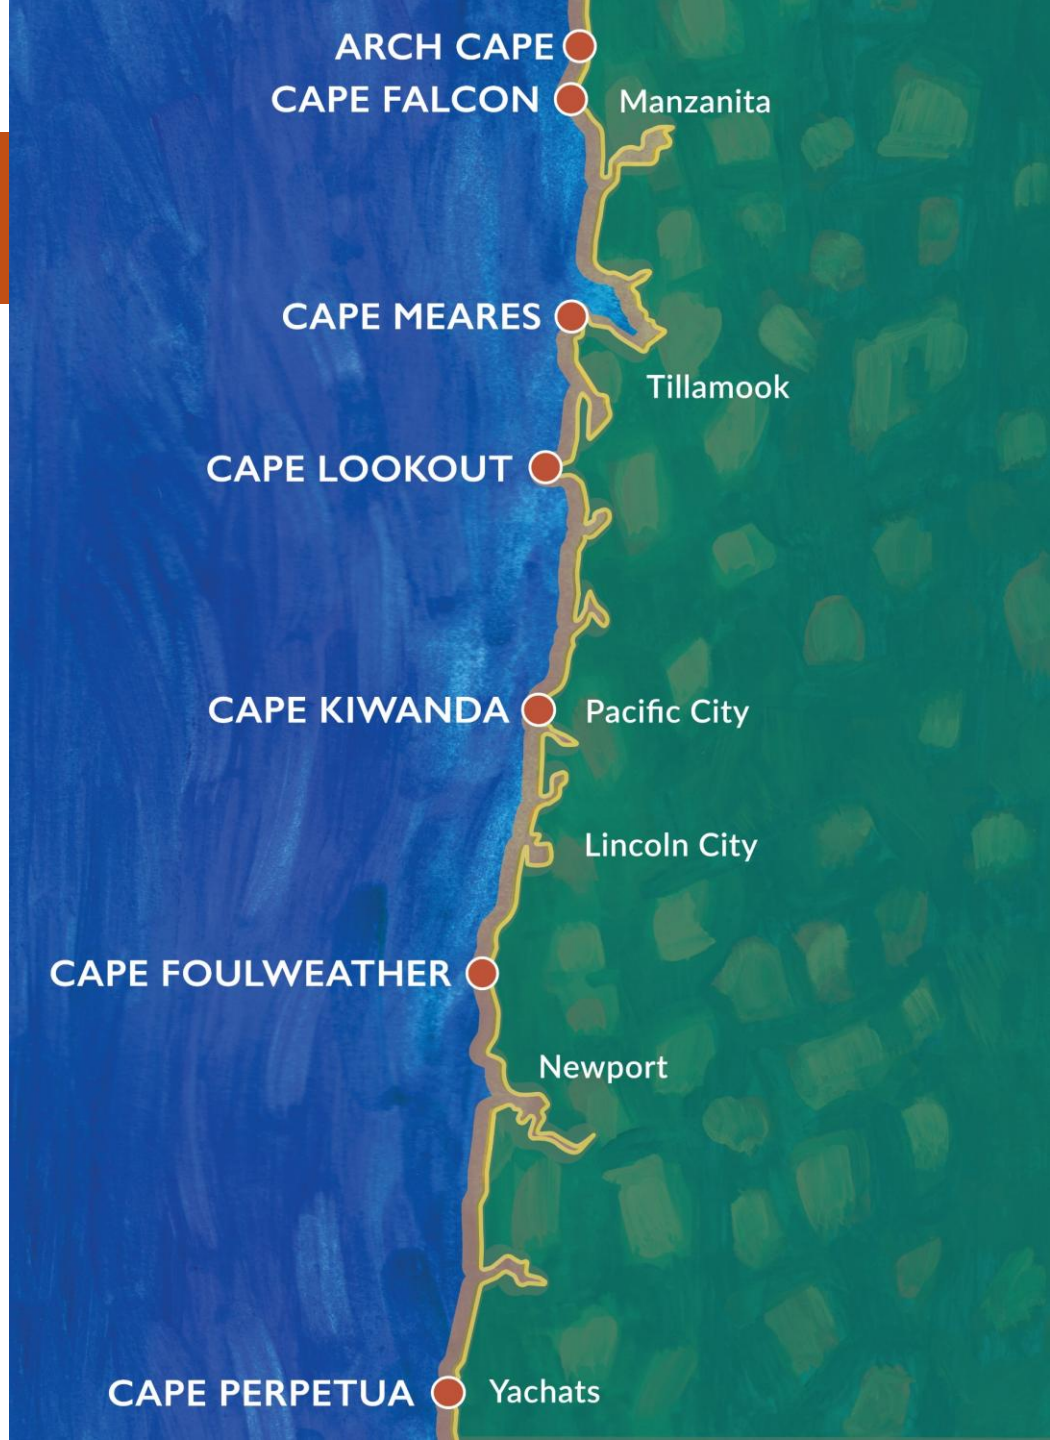 ARCH CAPE
CAPE FALCON
Manzanita
CAPE MEARES
Tillamook
CAPE LOOKOUT
CAPE KIWANDA
Pacific City
Lincoln City
CAPE FOULWEATHER
Newport
CAPE PERPETUA
Yachats